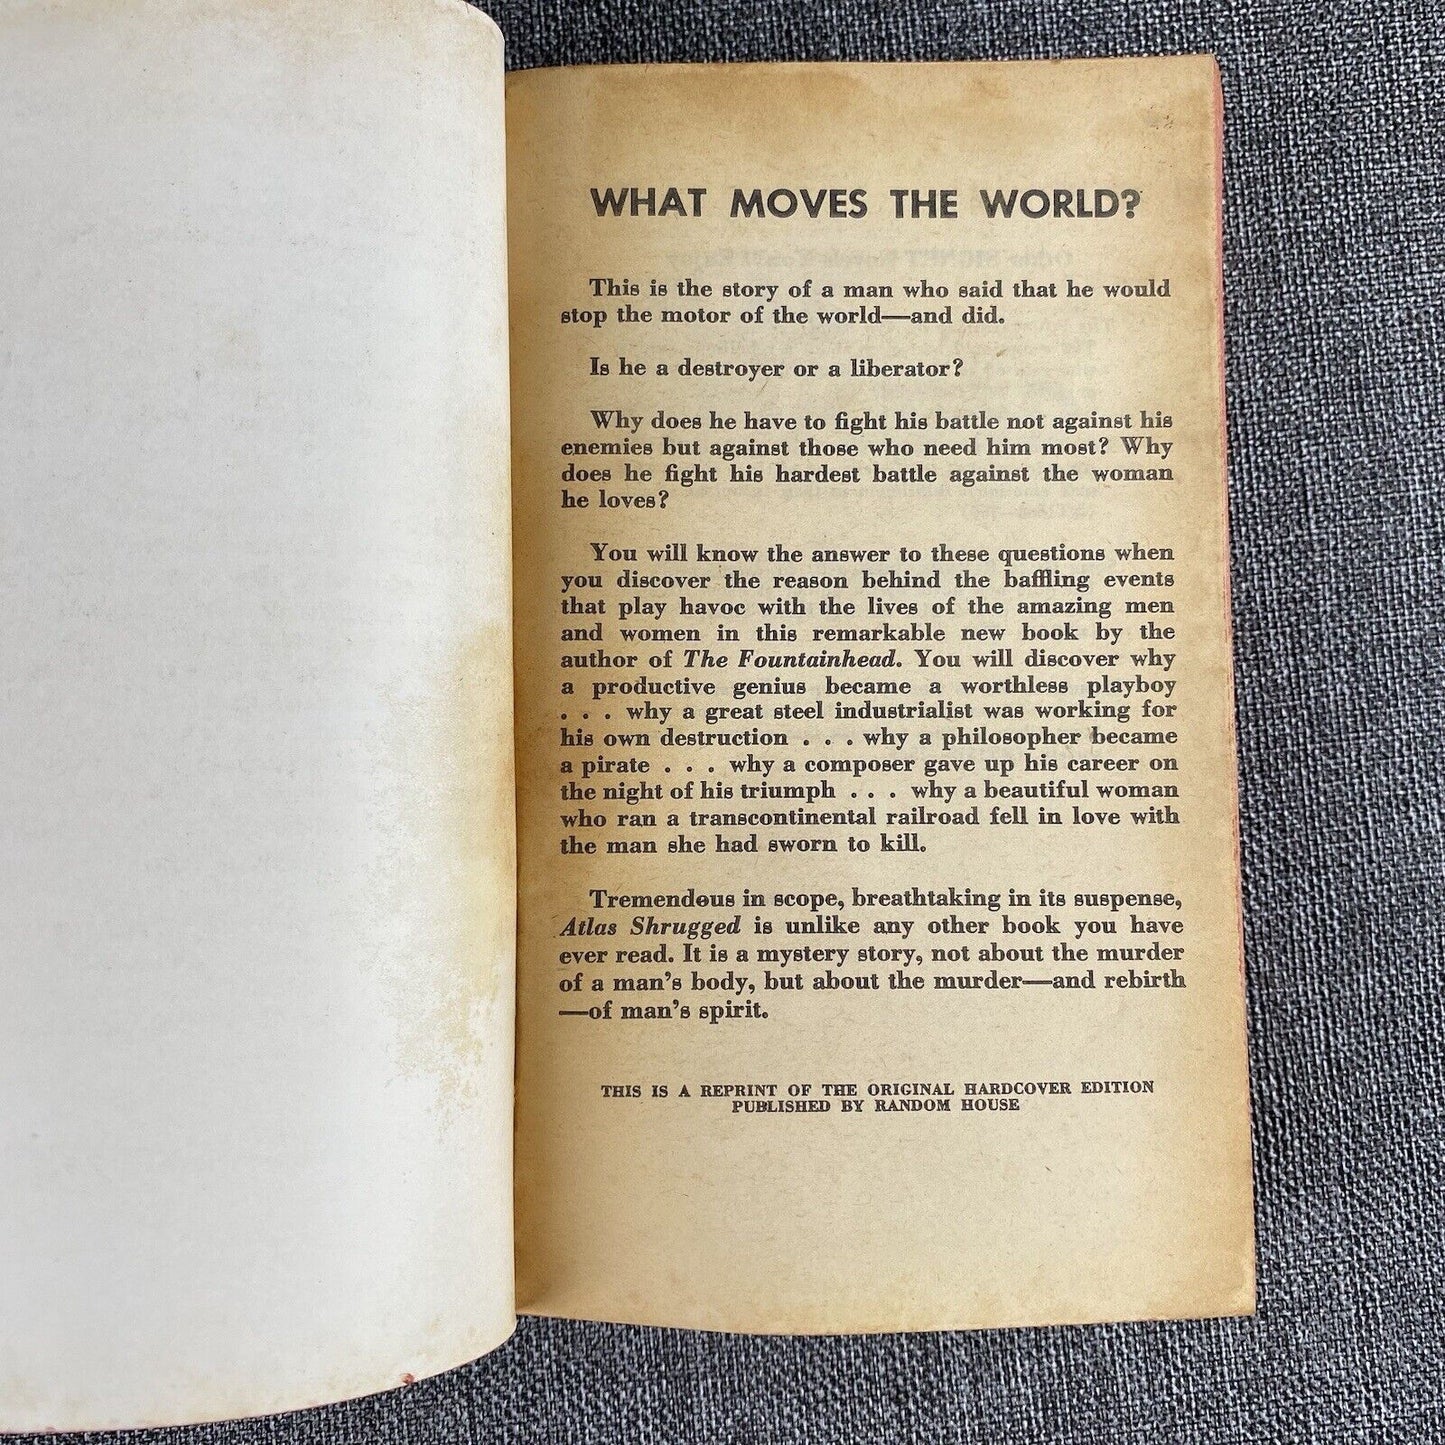 WHAT MOVES THE WORLD?
This is the story of a man who said that he would
stop the motor of the world—and did.
Is he a destroyer or a liberator?
Why does he have to fight his battle not against his
enemies but against those who need him most? Why
does he fight his hardest battle against the woman
he loves?
You will know the answer to these questions when
you discover the reason behind the baffling events
that play havoc with the lives of the amazing men
and women in this remarkable new book by the
author of The Fountainhead. You will discover why
a productive genius became a worthless playboy
. . . why a great steel industrialist was working for
his own destruction . . . why a philosopher became
a pirate . . . why a composer gave up his career on
the night of his triumph . . . why a beautiful woman
who ran a transcontinental railroad fell in love with
the man she had sworn to kill.
Tremendous in scope, breathtaking in its suspense,
Atlas Shrugged is unlike any other book you have
ever read. It is a mystery story, not about the murder
of a man's body, but about the murder—and rebirth
—of man's spirit.
THIS IS A REPRINT OF THE ORIGINAL HARDCOVER EDITION
PUBLISHED BY RANDOM HOUSE